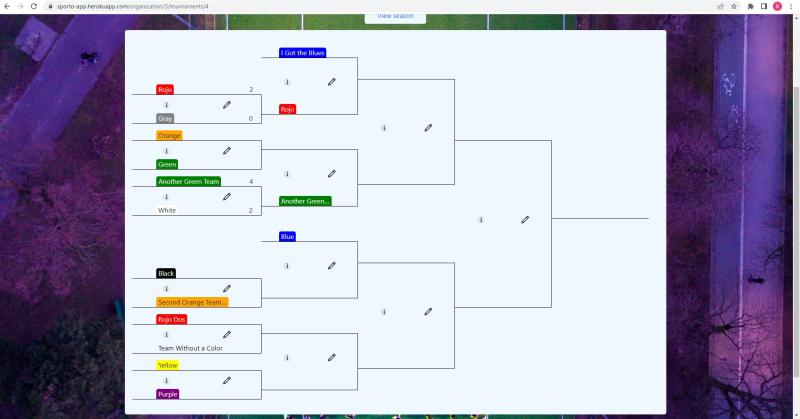 sporto-app.herokuapp.com/organization/3/tournaments/4
View season
I Got the Blues
Rojo 2
Gray 0
Rojo
Orange
Green
Another Green Team 4
White 2
Another Green...
Blue
Black
Second Orange Team...
Rojo Dos
Team Without a Color
Yellow
Purple